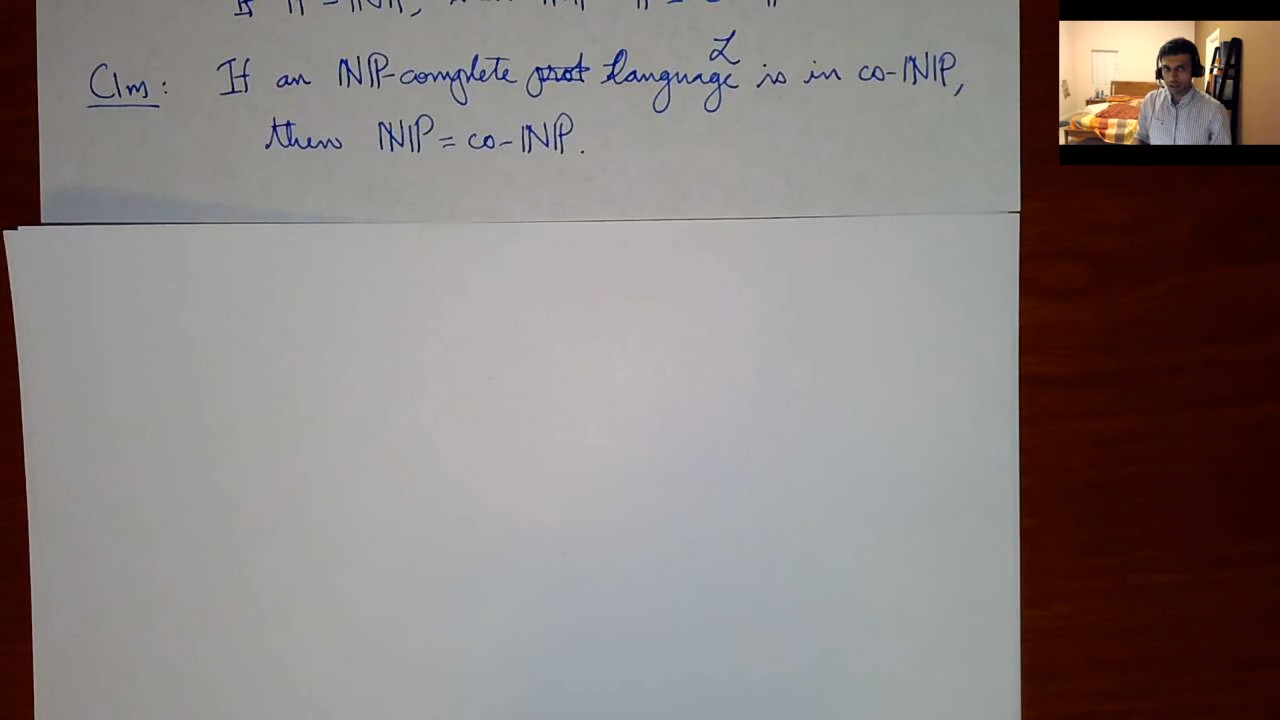 Clm: If an NP-complete language L is in co-NP,
then NP = co-NP.